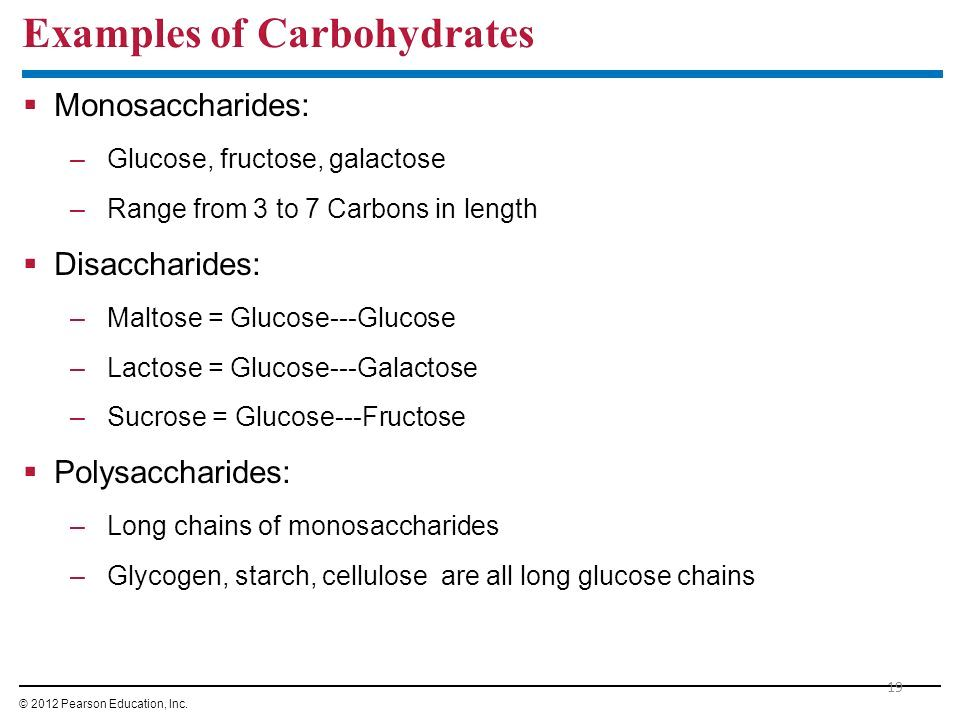 Examples of Carbohydrates
▪ Monosaccharides:
– Glucose, fructose, galactose
– Range from 3 to 7 Carbons in length
▪ Disaccharides:
– Maltose = Glucose---Glucose
– Lactose = Glucose---Galactose
– Sucrose = Glucose---Fructose
▪ Polysaccharides:
– Long chains of monosaccharides
– Glycogen, starch, cellulose  are all long glucose chains
19
© 2012 Pearson Education, Inc.